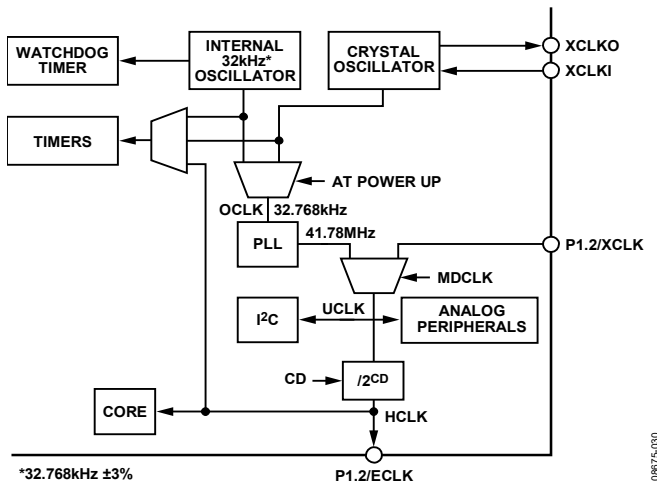 WATCHDOG
TIMER
INTERNAL
32kHz*
OSCILLATOR
CRYSTAL
OSCILLATOR
XCLKO
XCLKI
TIMERS
AT POWER UP
OCLK 32.768kHz
PLL
41.78MHz
P1.2/XCLK
MDCLK
I2C
UCLK
ANALOG
PERIPHERALS
CD
/2CD
CORE
HCLK
*32.768kHz ±3%
P1.2/ECLK
08675-030